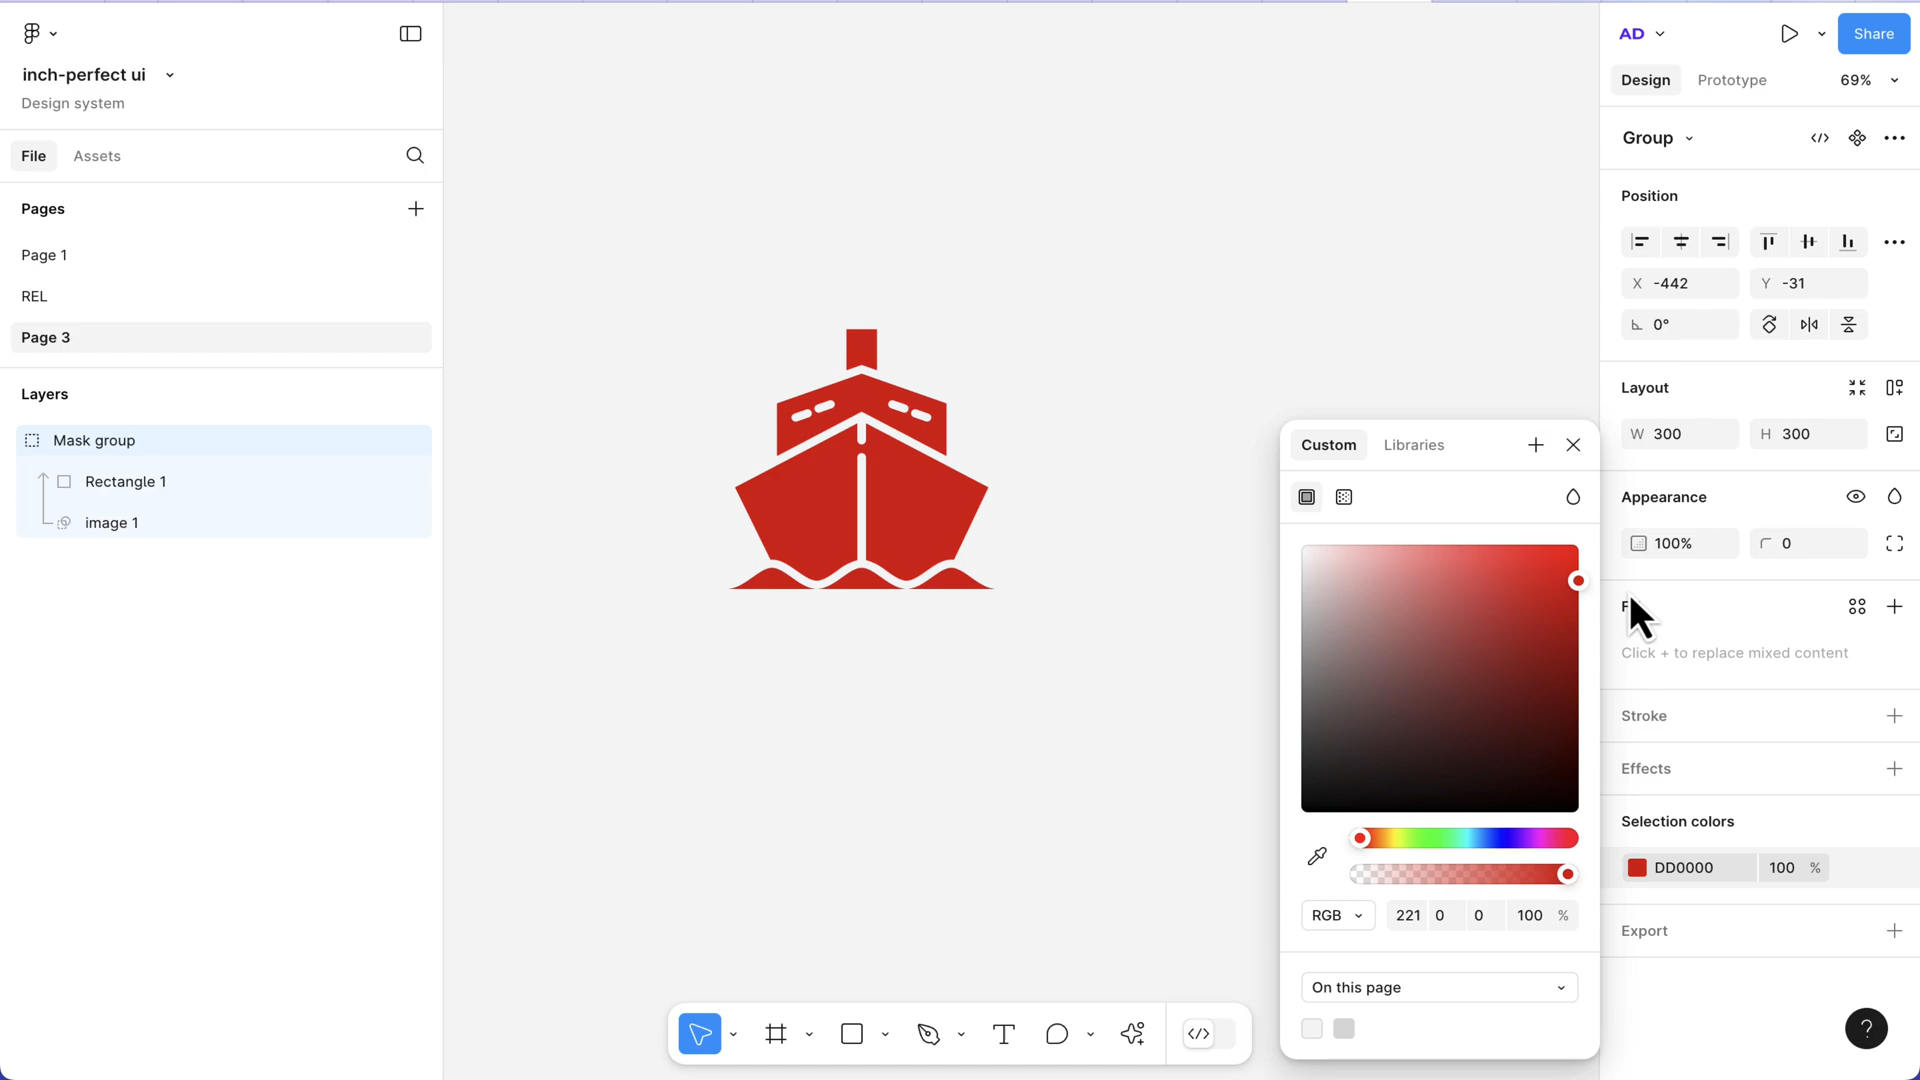 inch-perfect ui
Design system
File
Assets
Pages
Page 1
REL
Page 3
Layers
Mask group
Rectangle 1
image 1
Custom
Libraries
RGB
221
0
0
100
%
On this page
AD
Share
Design
Prototype
69%
Group
Position
X -442
Y -31
0°
Layout
W 300
H 300
Appearance
100%
0
Click + to replace mixed content
Stroke
Effects
Selection colors
DD0000
100
%
Export
?